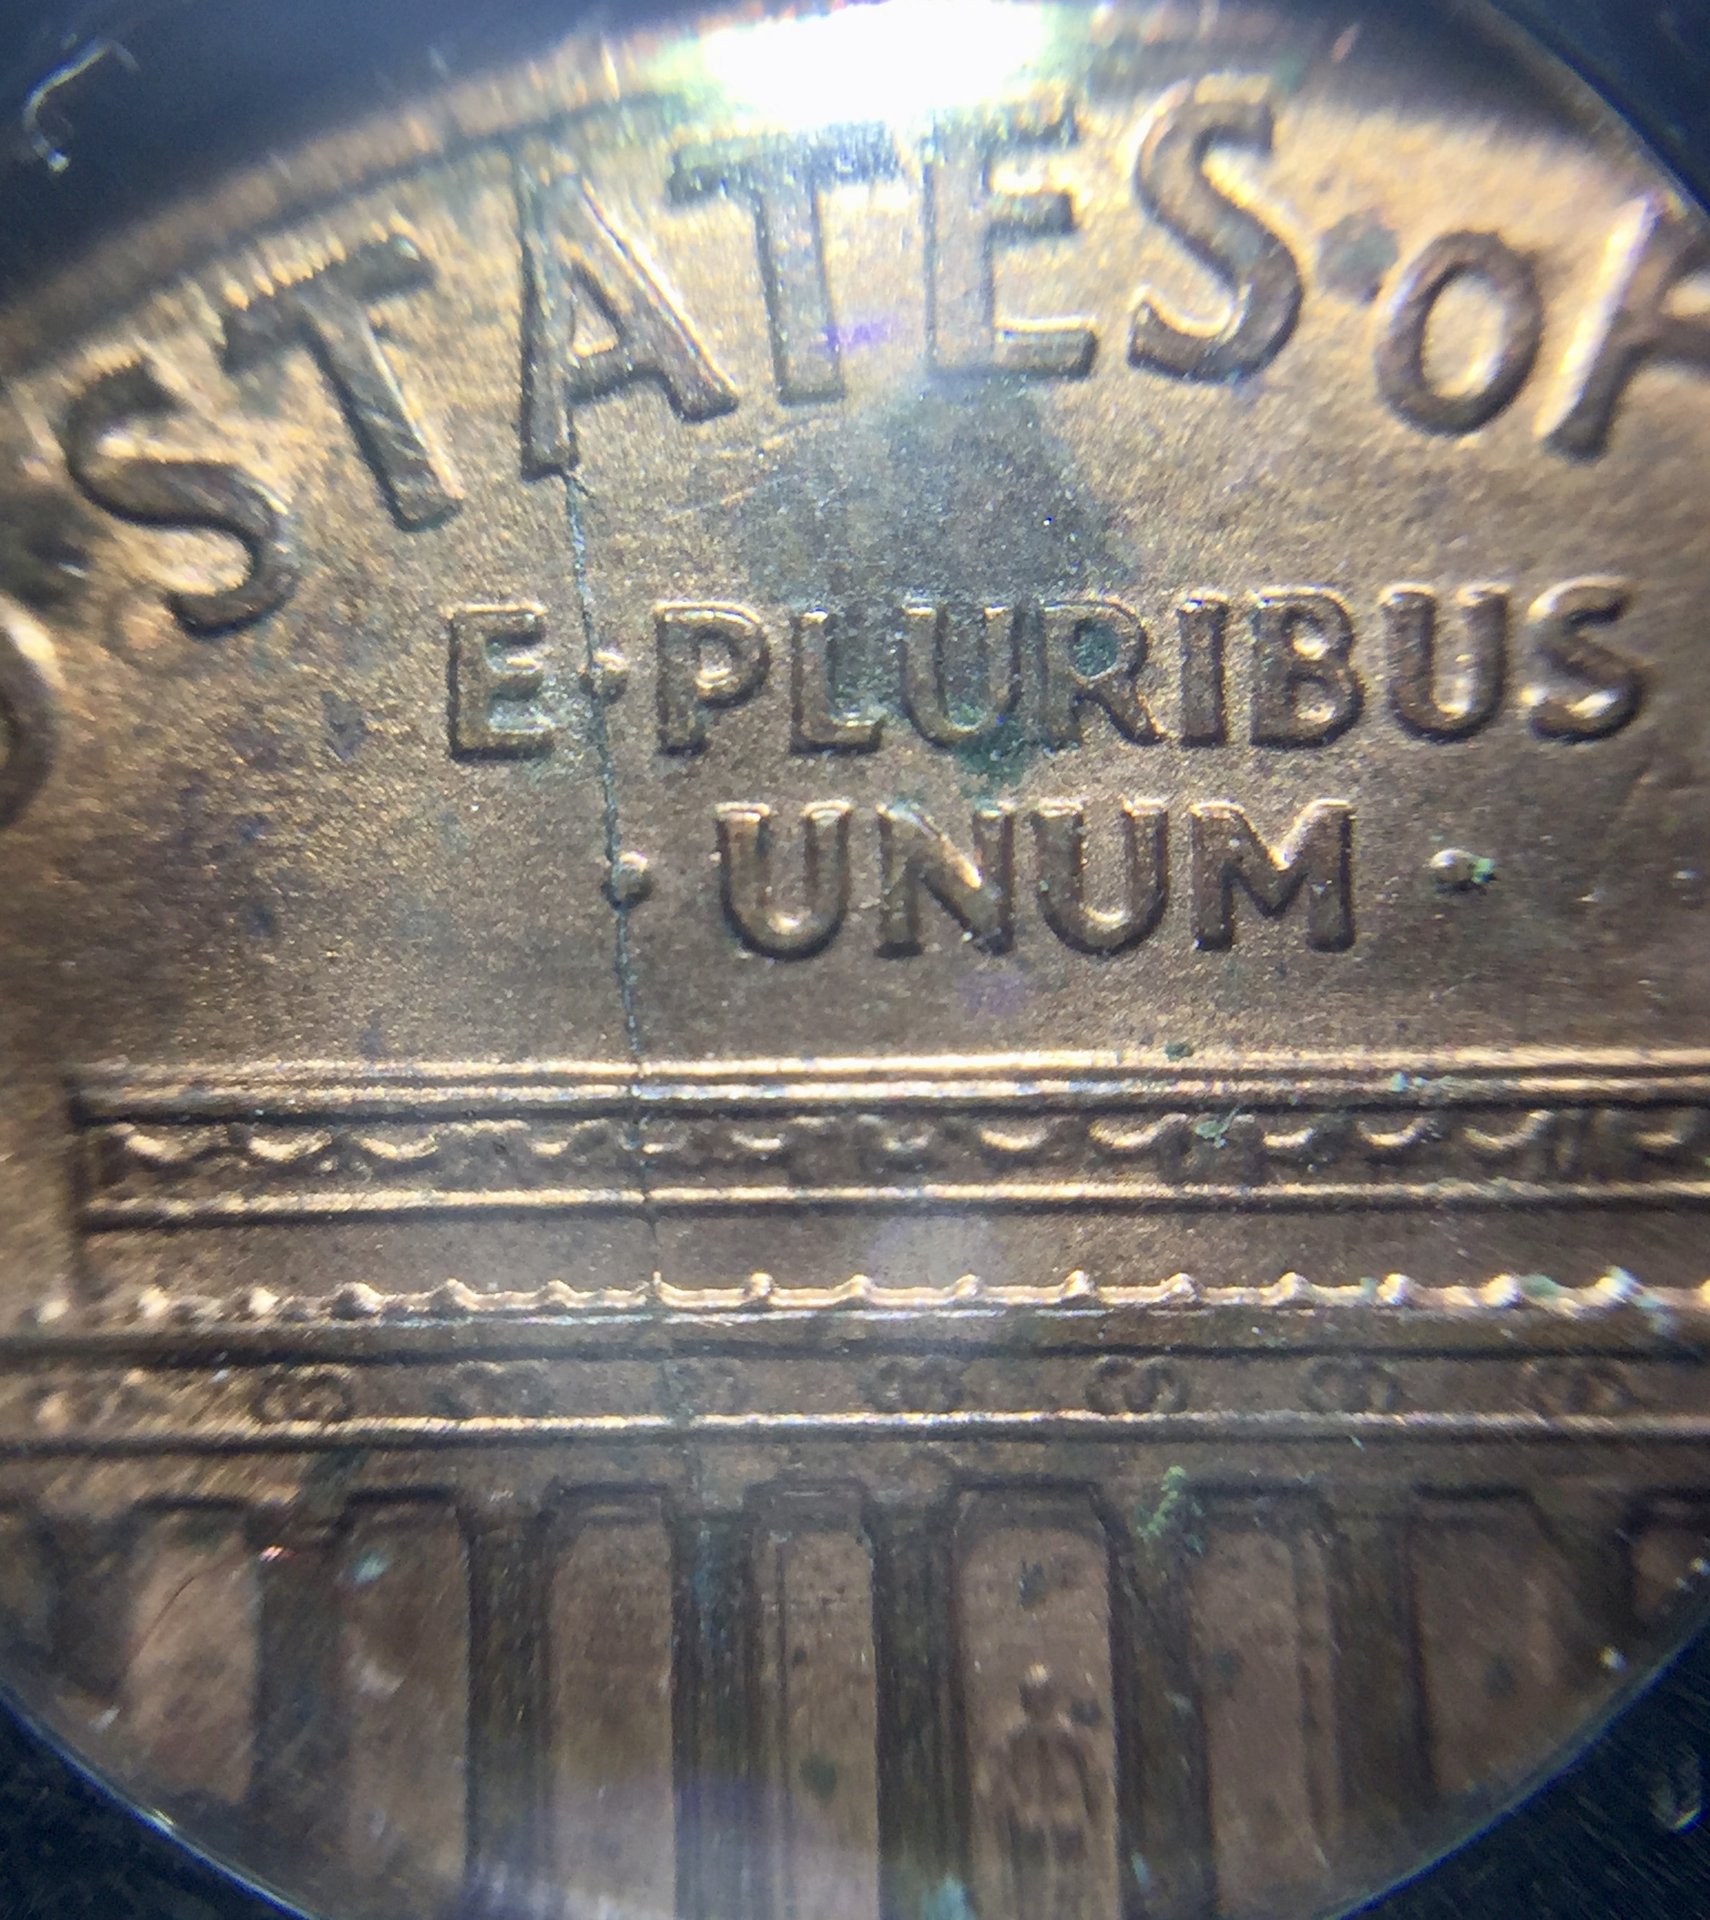 STATES OF
E·PLURIBUS
·UNUM·